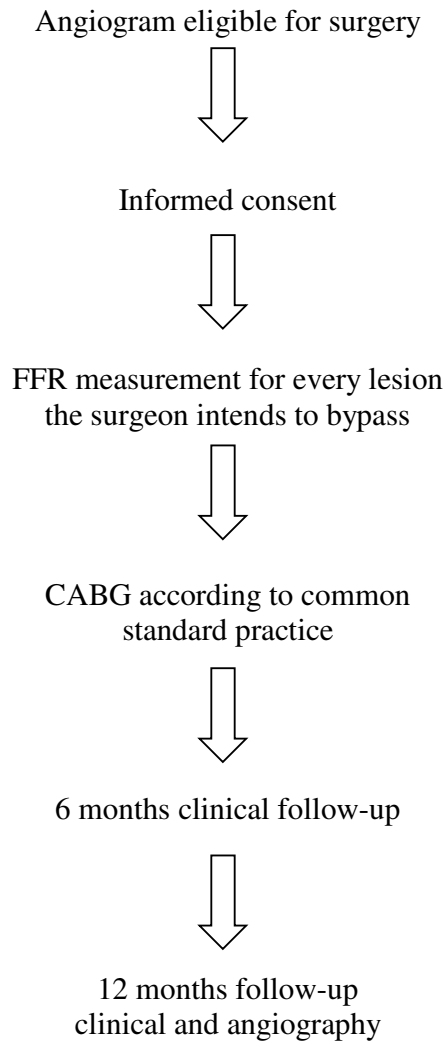 Angiogram eligible for surgery
Informed consent
FFR measurement for every lesion
the surgeon intends to bypass
CABG according to common
standard practice
6 months clinical follow-up
12 months follow-up
clinical and angiography